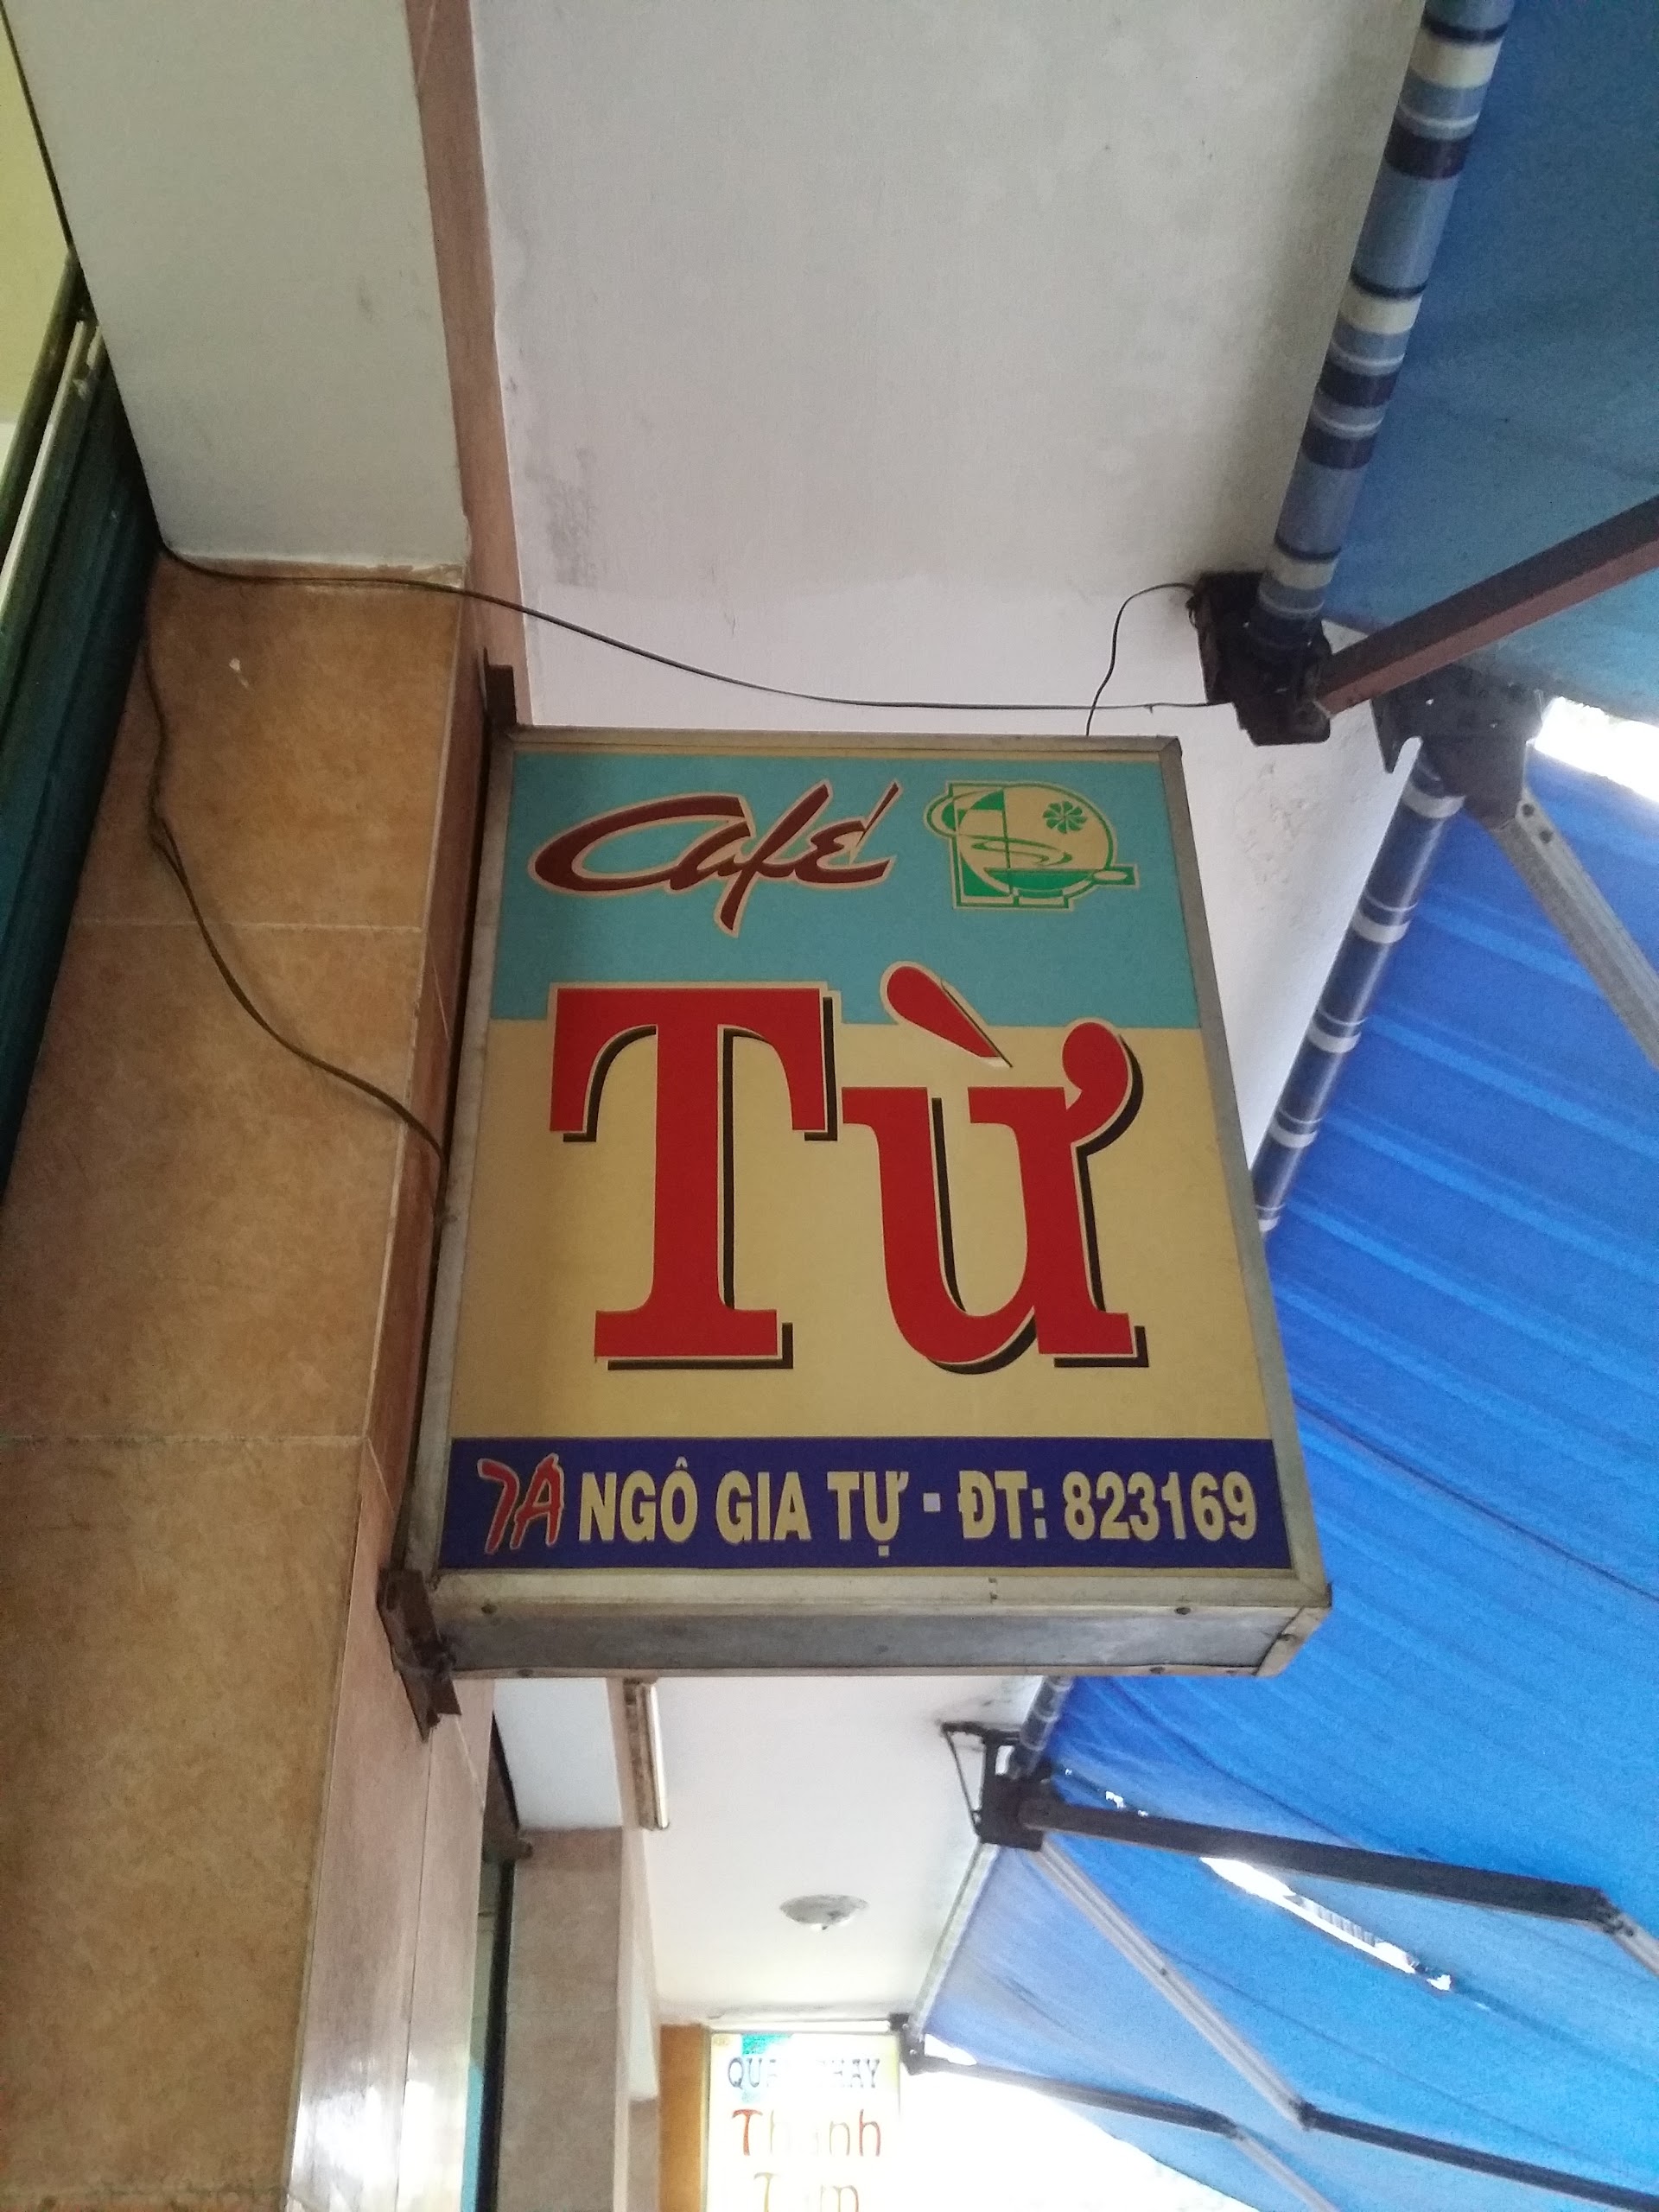 Café
Từ
7A NGÔ GIA TỰ - ĐT: 823169
Thanh